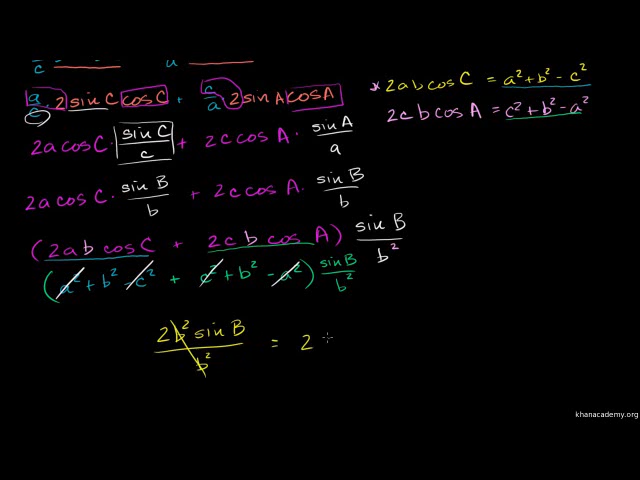 c
a/c · 2 sin C cos C + c/a 2 sin A cos A
* 2ab cos C = a² + b² - c²
2cb cos A = c² + b² - a²
2a cos C · sin C/c + 2c cos A · sin A/a
2a cos C · sin B/b + 2c cos A · sin B/b
(2ab cos C + 2cb cos A) sin B/b²
(a² + b² - c² + c² + b² - a²) sin B/b²
2b² sin B/b² = 2
khanacademy.org